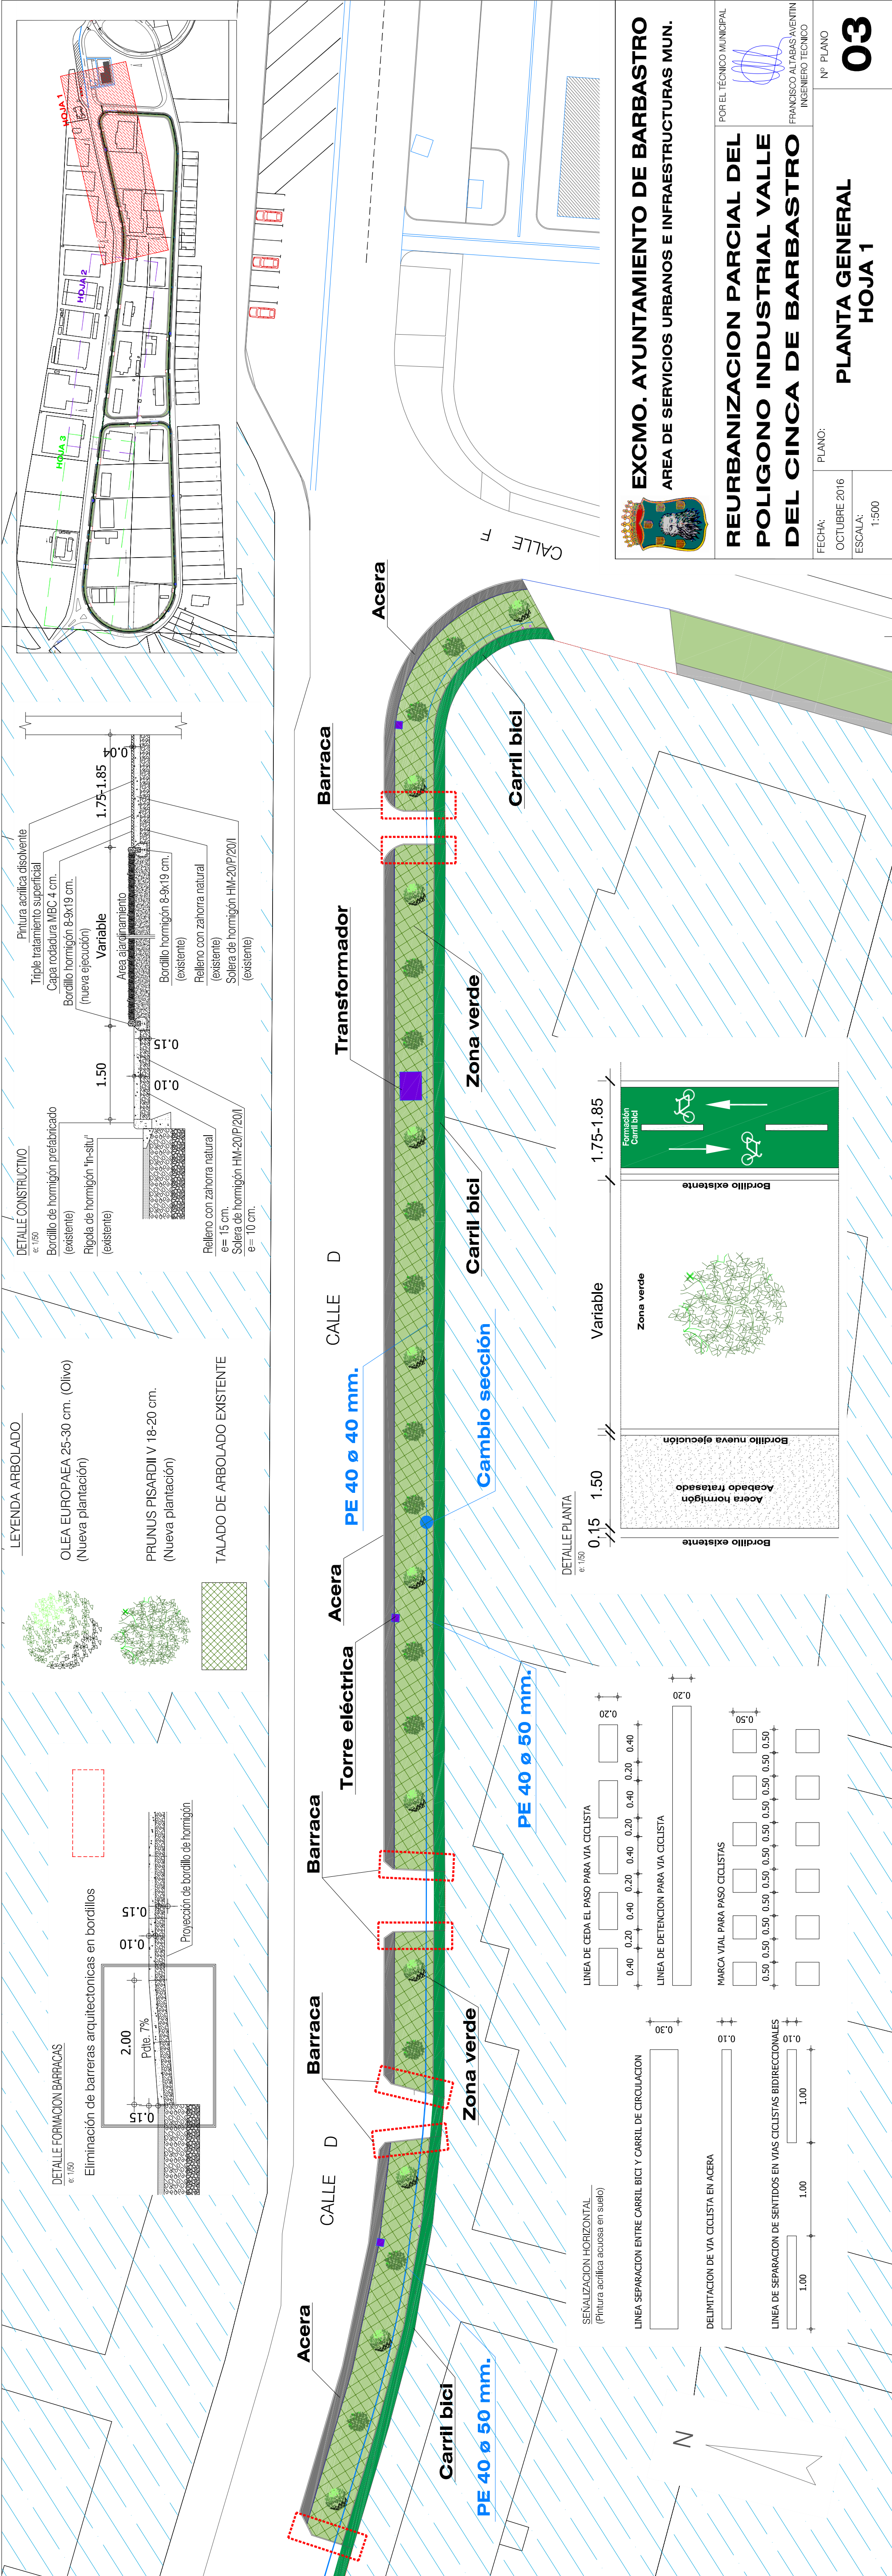 DETALLE FORMACION BARRACAS
e: 1/50
Eliminación de barreras arquitectonicas en bordillos
2.00
Pdte. 7%
0.15
0.10
0.15
Proyección de bordillo de hormigón
LEYENDA ARBOLADO
OLEA EUROPAEA 25-30 cm. (Olivo)
(Nueva plantación)
PRUNUS PISARDII V 18-20 cm.
(Nueva plantación)
TALADO DE ARBOLADO EXISTENTE
DETALLE CONSTRUCTIVO
e: 1/50
Bordillo de hormigón prefabricado
(existente)
Rigola de hormigón "in-situ"
(existente)
Relleno con zahorra natural
e= 15 cm.
Solera de hormigón HM-20/P/20/I
e= 10 cm.
1.50
Variable
1.75-1.85
0.10
0.15
0.04
Pintura acrilica disolvente
Triple tratamiento superficial
Capa rodadura MBC 4 cm.
Bordillo hormigón 8-9x19 cm.
(nueva ejecución)
Area ajardinamiento
Bordillo hormigón 8-9x19 cm.
(existente)
Relleno con zahorra natural
(existente)
Solera de hormigón HM-20/P/20/I
(existente)
HOJA 3
HOJA 2
HOJA 1
Acera
CALLE D
Barraca
Barraca
Torre eléctrica
Acera
PE 40 ø 40 mm.
CALLE D
Transformador
Barraca
Acera
CALLE F
PE 40 ø 50 mm.
Carril bici
Zona verde
PE 40 ø 50 mm.
Cambio sección
Carril bici
Zona verde
Carril bici
N
SEÑALIZACION HORIZONTAL
(Pintura acrilica acuosa en suelo)
LINEA SEPARACION ENTRE CARRIL BICI Y CARRIL DE CIRCULACION
0.30
DELIMITACION DE VIA CICLISTA EN ACERA
0.10
LINEA DE SEPARACION DE SENTIDOS EN VIAS CICLISTAS BIDIRECCIONALES
0.10
1.00 1.00 1.00
LINEA DE CEDA EL PASO PARA VIA CICLISTA
0.20
0.40 0.20 0.40 0.20 0.40 0.20 0.40 0.20 0.40
LINEA DE DETENCION PARA VIA CICLISTA
0.20
MARCA VIAL PARA PASO CICLISTAS
0.50
0.50 0.50 0.50 0.50 0.50 0.50 0.50 0.50 0.50 0.50 0.50
DETALLE PLANTA
e: 1/50
0.15 1.50 Variable 1.75-1.85
Bordillo existente
Acera hormigón
Acabado fratasado
Bordillo nueva ejecución
Zona verde
Bordillo existente
Formación
Carril bici
EXCMO. AYUNTAMIENTO DE BARBASTRO
AREA DE SERVICIOS URBANOS E INFRAESTRUCTURAS MUN.
REURBANIZACION PARCIAL DEL
POLIGONO INDUSTRIAL VALLE
DEL CINCA DE BARBASTRO
POR EL TÉCNICO MUNICIPAL
FRANCISCO ALTABAS AVENTIN
INGENIERO TECNICO
FECHA:
OCTUBRE 2016
ESCALA:
1:500
PLANO:
PLANTA GENERAL
HOJA 1
Nº PLANO
03